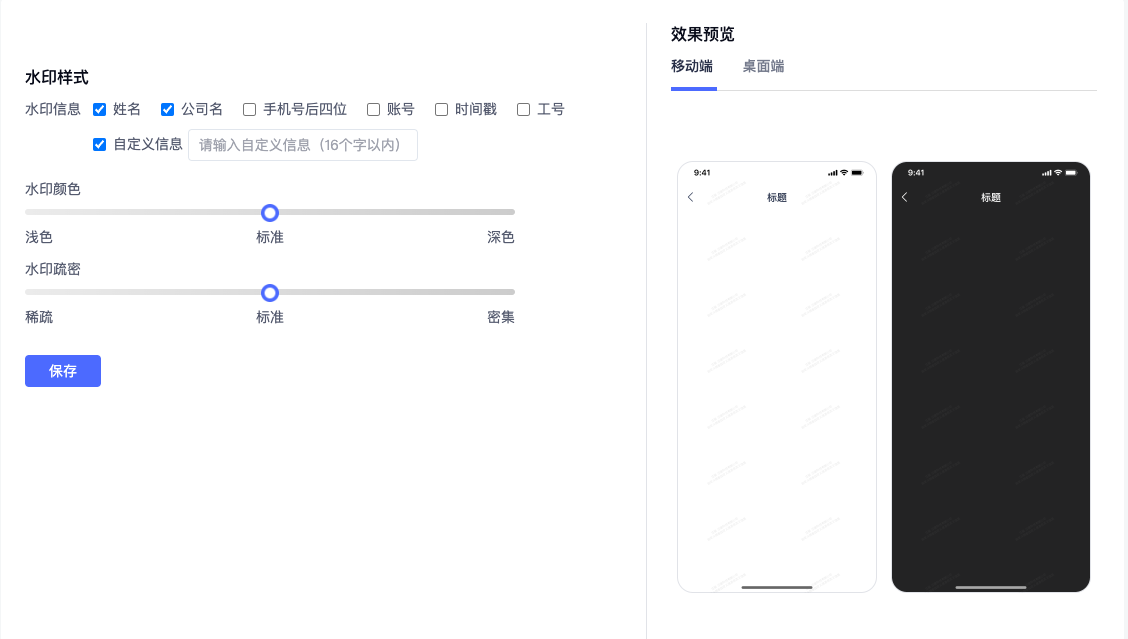 水印样式
水印信息 姓名 公司名 手机号后四位 账号 时间戳 工号
自定义信息 请输入自定义信息（16个字以内）
水印颜色
浅色 标准 深色
水印疏密
稀疏 标准 密集
保存
效果预览
移动端 桌面端
9:41
标题
9:41
标题